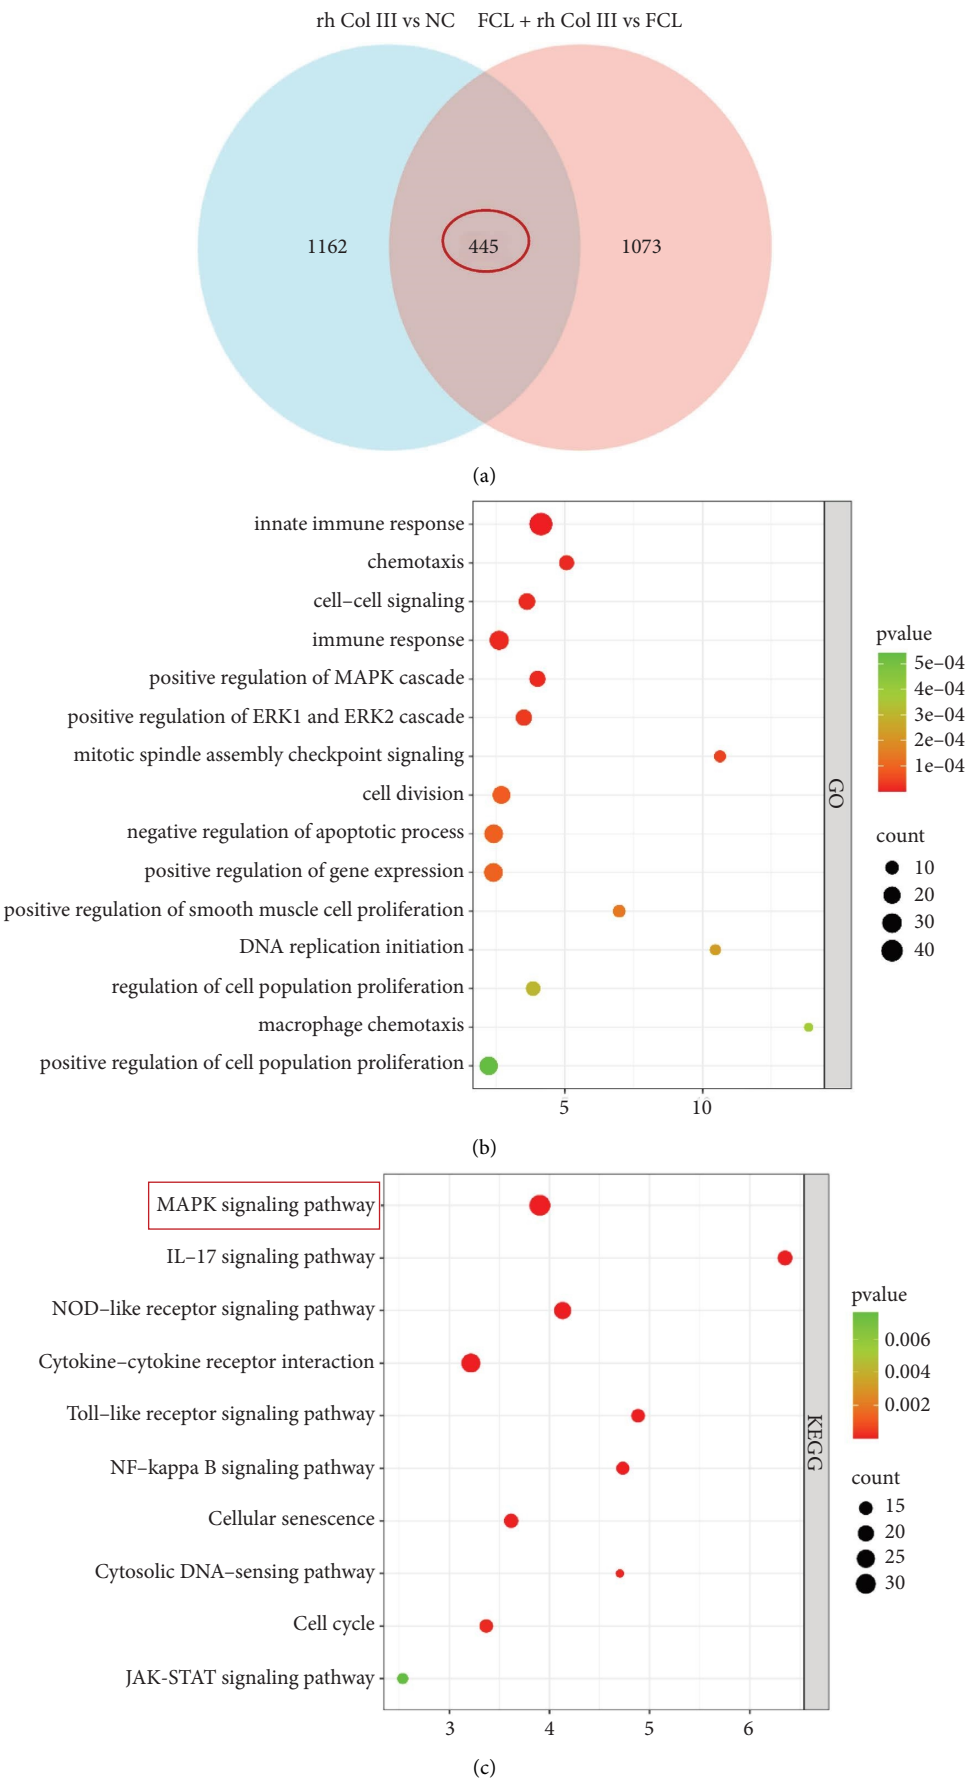 rh Col III vs NC FCL + rh Col III vs FCL
1162 445 1073
(a)
innate immune response
chemotaxis
cell–cell signaling
immune response
positive regulation of MAPK cascade
positive regulation of ERK1 and ERK2 cascade
mitotic spindle assembly checkpoint signaling
cell division
negative regulation of apoptotic process
positive regulation of gene expression
positive regulation of smooth muscle cell proliferation
DNA replication initiation
regulation of cell population proliferation
macrophage chemotaxis
positive regulation of cell population proliferation
5 10
GO
pvalue
5e–04
4e–04
3e–04
2e–04
1e–04
count
10
20
30
40
(b)
MAPK signaling pathway
IL–17 signaling pathway
NOD–like receptor signaling pathway
Cytokine–cytokine receptor interaction
Toll–like receptor signaling pathway
NF–kappa B signaling pathway
Cellular senescence
Cytosolic DNA–sensing pathway
Cell cycle
JAK-STAT signaling pathway
3 4 5 6
KEGG
pvalue
0.006
0.004
0.002
count
15
20
25
30
(c)